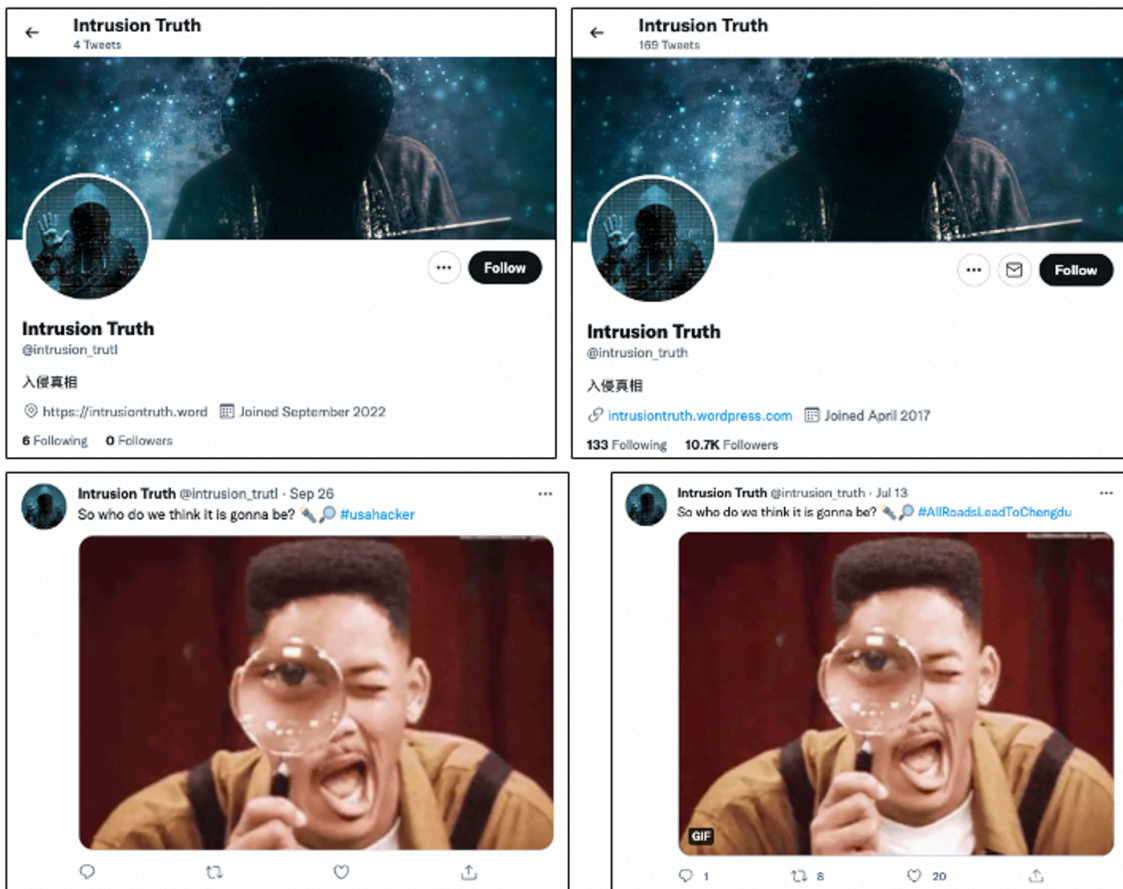 Intrusion Truth
4 Tweets
Follow
Intrusion Truth
@intrusion_trutl
入侵真相
https://intrusiontruth.word Joined September 2022
6 Following 0 Followers
Intrusion Truth
169 Tweets
Follow
Intrusion Truth
@intrusion_truth
入侵真相
intrusiontruth.wordpress.com Joined April 2017
133 Following 10.7K Followers
Intrusion Truth @intrusion_trutl · Sep 26
So who do we think it is gonna be? 🔦🔎 #usahacker
Intrusion Truth @intrusion_truth · Jul 13
So who do we think it is gonna be? 🔦🔎 #AllRoadsLeadToChengdu
GIF
1 8 20